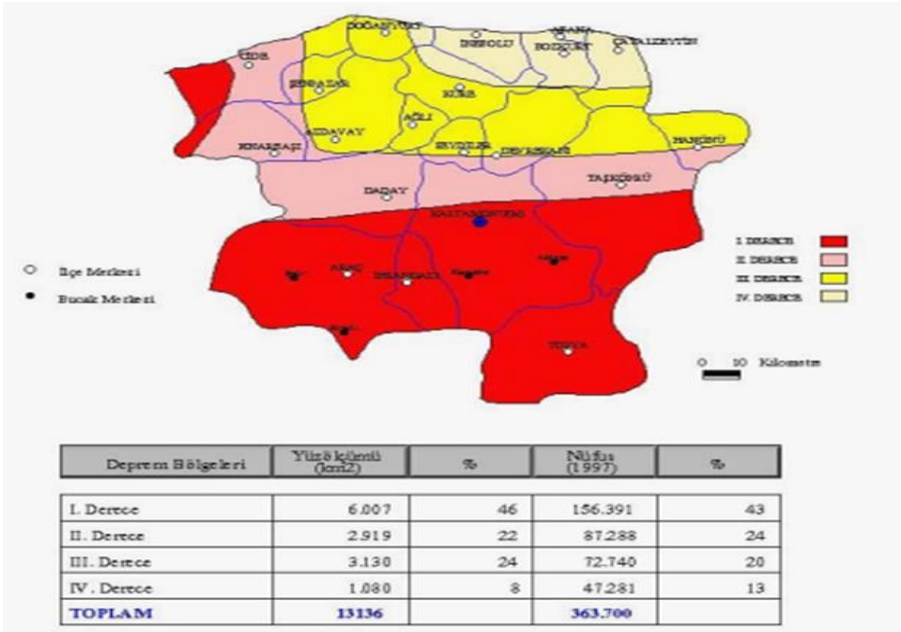 DOĞANYURT
İNEBOLU
ABANA
BOZKURT
ÇATALZEYTİN
CİDE
ŞENPAZAR
KÜRE
AĞLI
AZDAVAY
PINARBAŞI
SEYDİLER
DEVREKANİ
HANÖNÜ
TAŞKÖPRÜ
DADAY
KASTAMONU
ARAÇ
İHSANGAZİ
TOSYA
İlçe Merkezi
Bucak Merkezi
I. DERECE
II. DERECE
III. DERECE
IV. DERECE
0 10 Kilometre
Deprem Bölgeleri Yüzölçümü (km2) % Nüfus (1997) %
I. Derece 6.007 46 156.391 43
II. Derece 2.919 22 87.288 24
III. Derece 3.130 24 72.740 20
IV. Derece 1.080 8 47.281 13
TOPLAM 13136 363.700